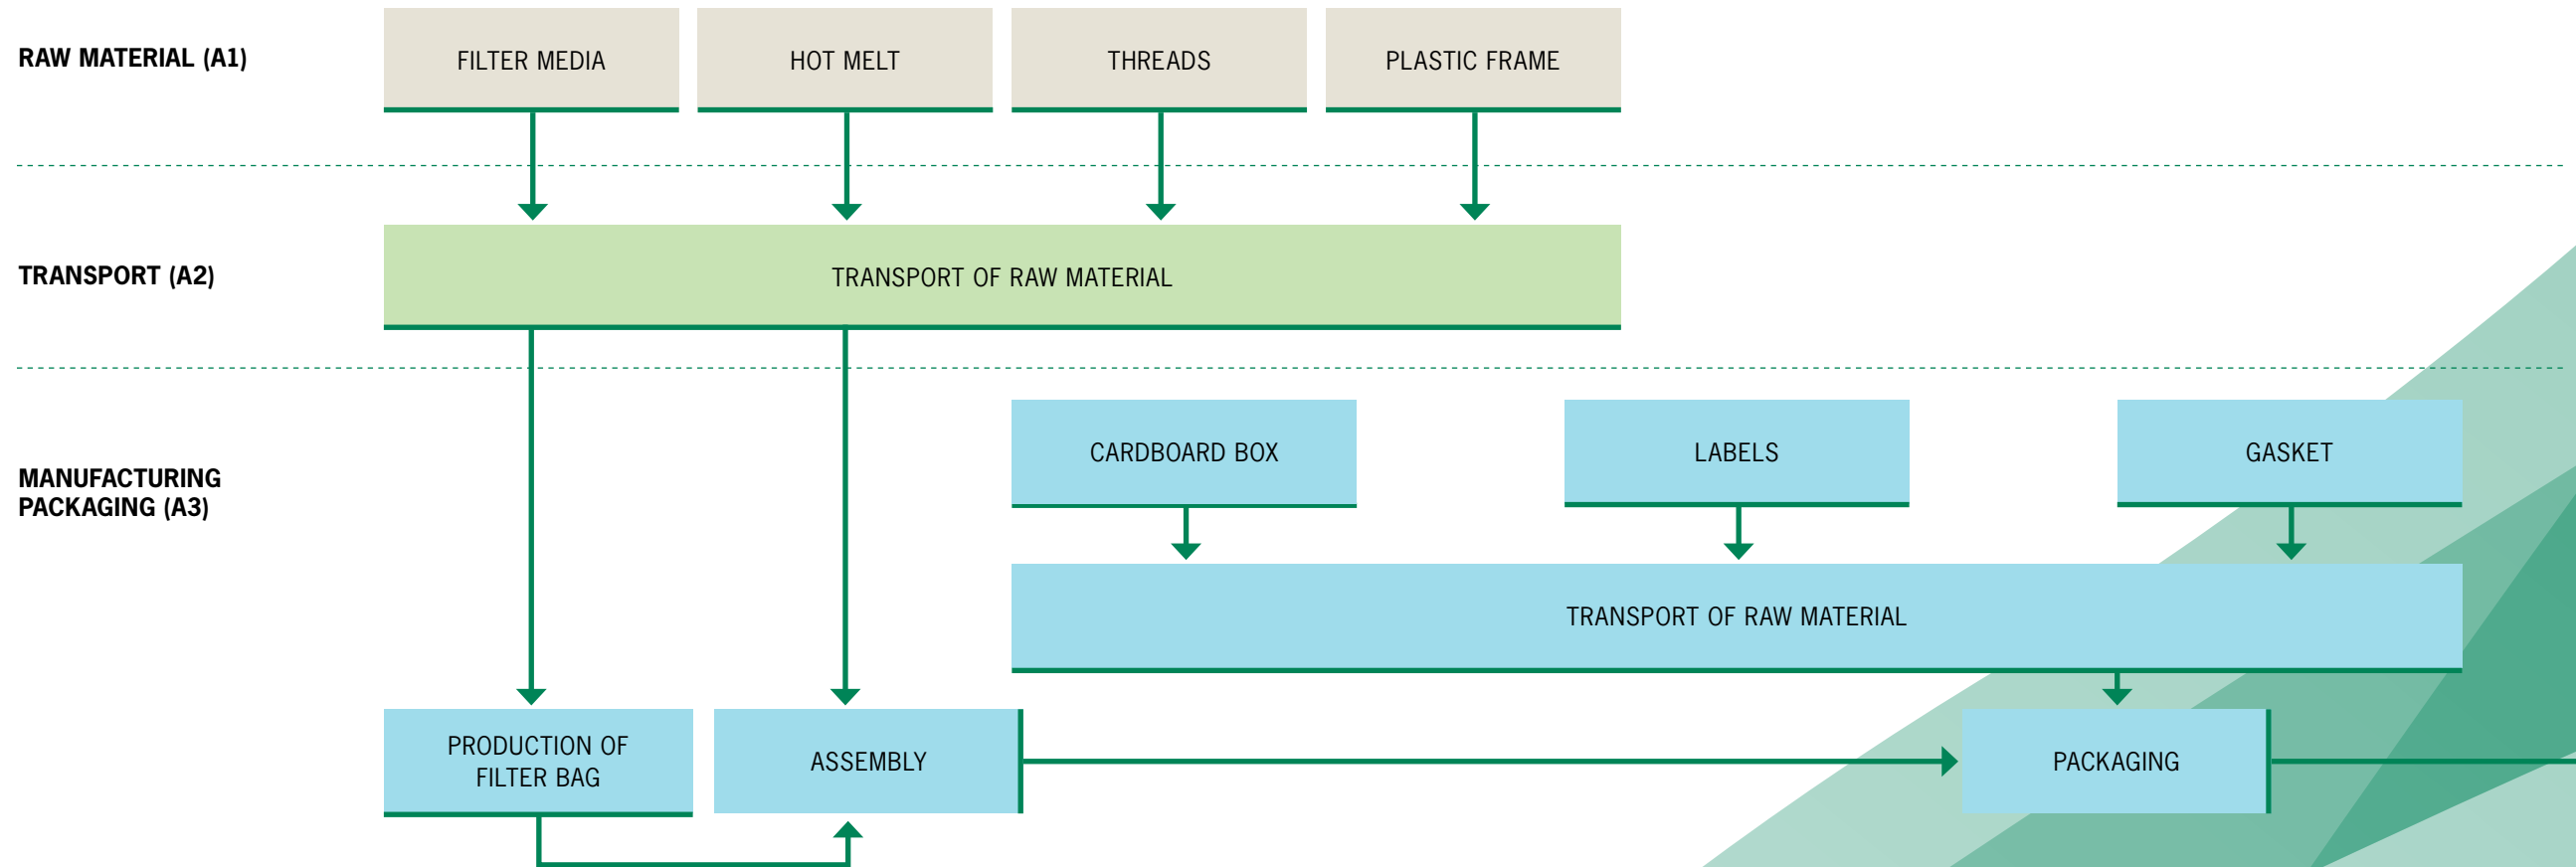 RAW MATERIAL (A1)
FILTER MEDIA
HOT MELT
THREADS
PLASTIC FRAME
TRANSPORT (A2)
TRANSPORT OF RAW MATERIAL
MANUFACTURING
PACKAGING (A3)
CARDBOARD BOX
LABELS
GASKET
TRANSPORT OF RAW MATERIAL
PRODUCTION OF
FILTER BAG
ASSEMBLY
PACKAGING